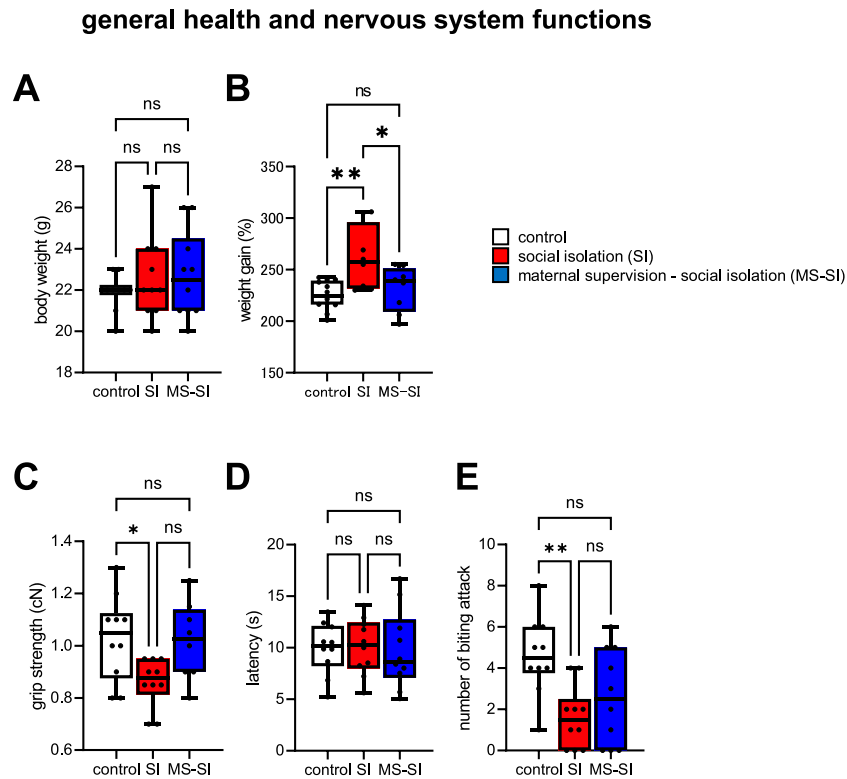 general health and nervous system functions
A
B
ns
ns
ns
ns
*
**
28
26
24
22
20
18
body weight (g)
control SI MS-SI
350
300
250
200
150
weight gain (%)
control SI MS-SI
control
social isolation (SI)
maternal supervision - social isolation (MS-SI)
C
D
E
ns
*
ns
1.4
1.2
1.0
0.8
0.6
grip strength (cN)
control SI MS-SI
ns
ns
ns
20
15
10
5
0
latency (s)
control SI MS-SI
ns
**
ns
10
8
6
4
2
0
number of biting attack
control SI MS-SI